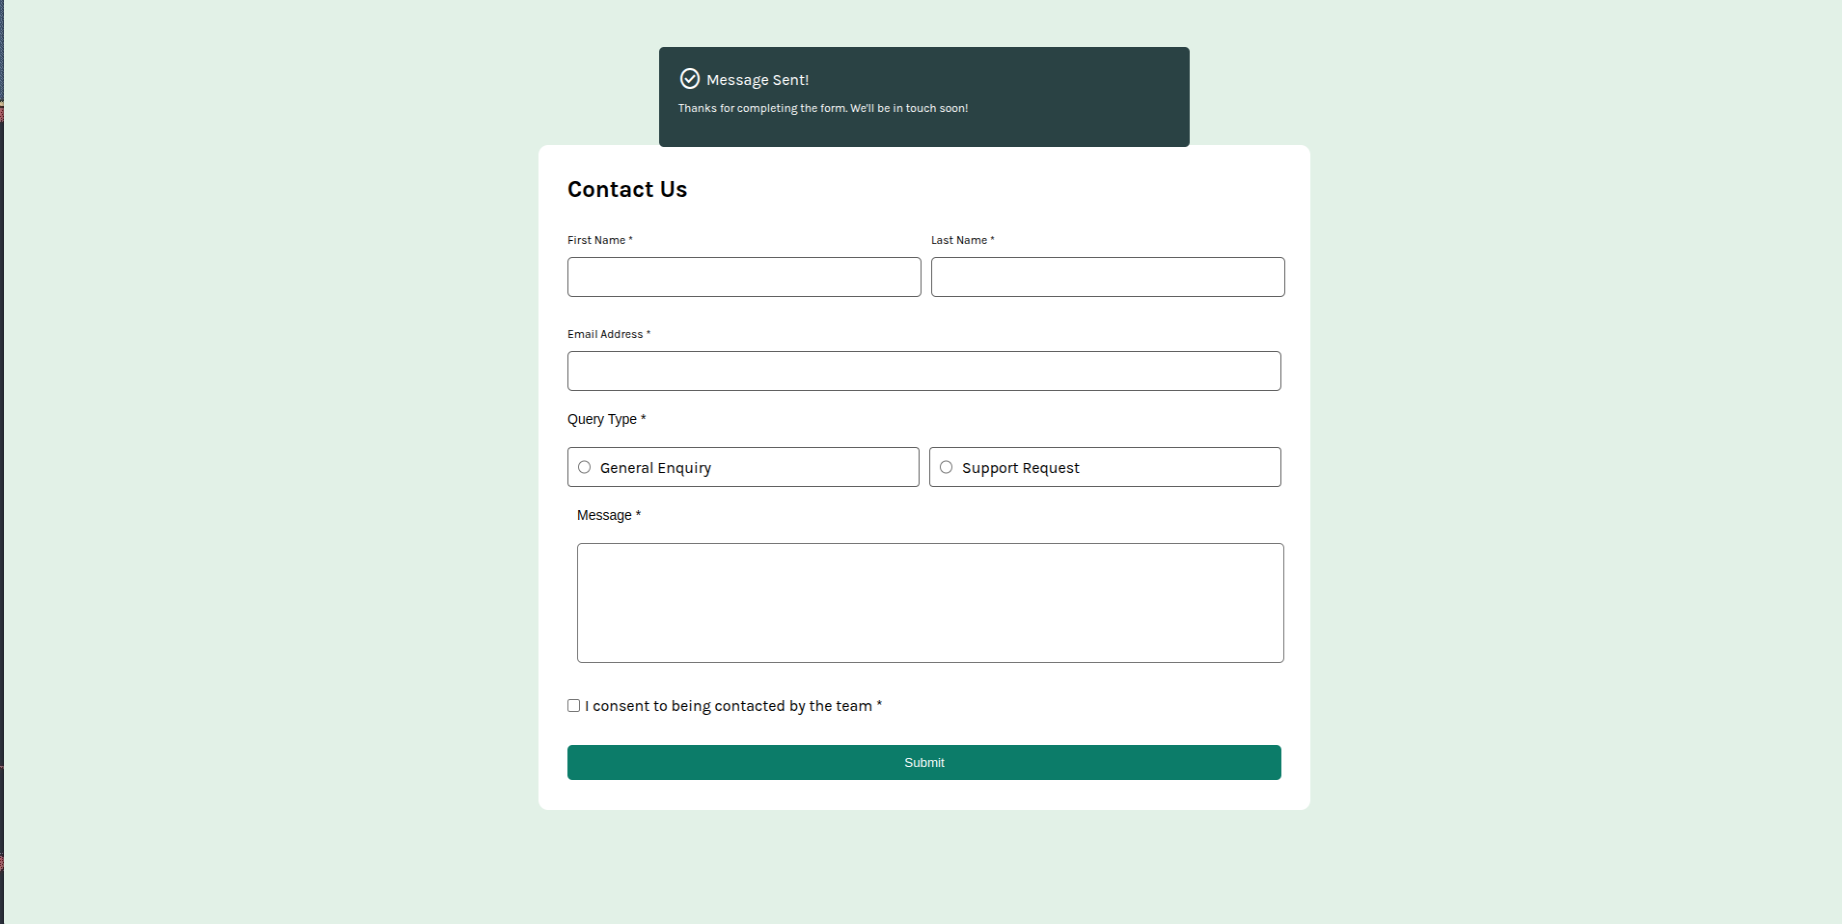 Message Sent!
Thanks for completing the form. We'll be in touch soon!
Contact Us
First Name * Last Name *
Email Address *
Query Type *
General Enquiry Support Request
Message *
I consent to being contacted by the team *
Submit